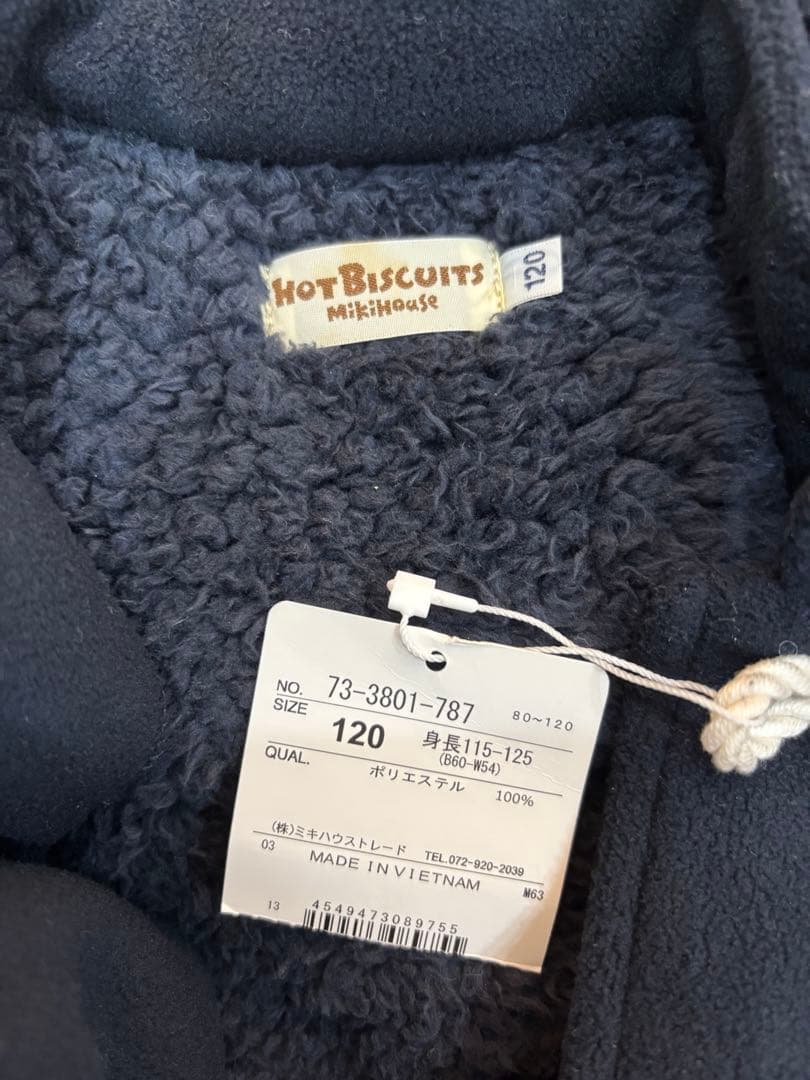 HOT BISCUITS
MiKiHOUSE
120
NO. 73-3801-787 80~120
SIZE 120 身長115-125
(B60-W54)
QUAL. ポリエステル 100%
(株)ミキハウストレード TEL.072-920-2039
03 MADE IN VIETNAM M63
13 4549473089755